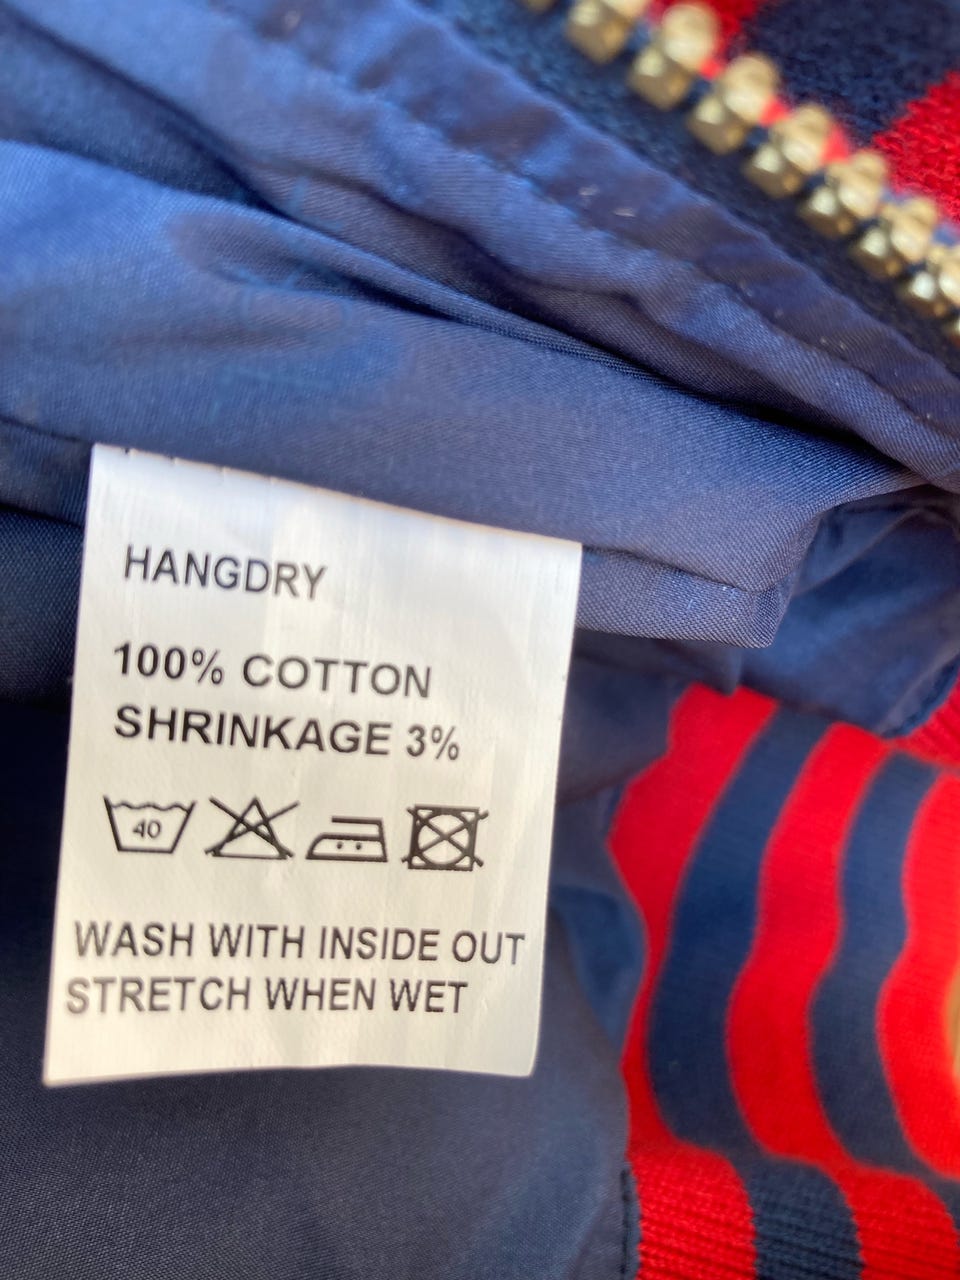 HANGDRY
100% COTTON
SHRINKAGE 3%
40
WASH WITH INSIDE OUT
STRETCH WHEN WET